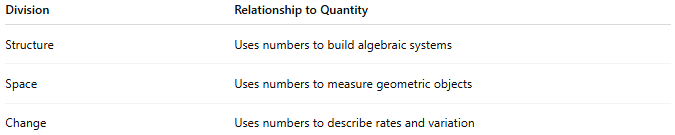 Division Relationship to Quantity
Structure Uses numbers to build algebraic systems
Space Uses numbers to measure geometric objects
Change Uses numbers to describe rates and variation